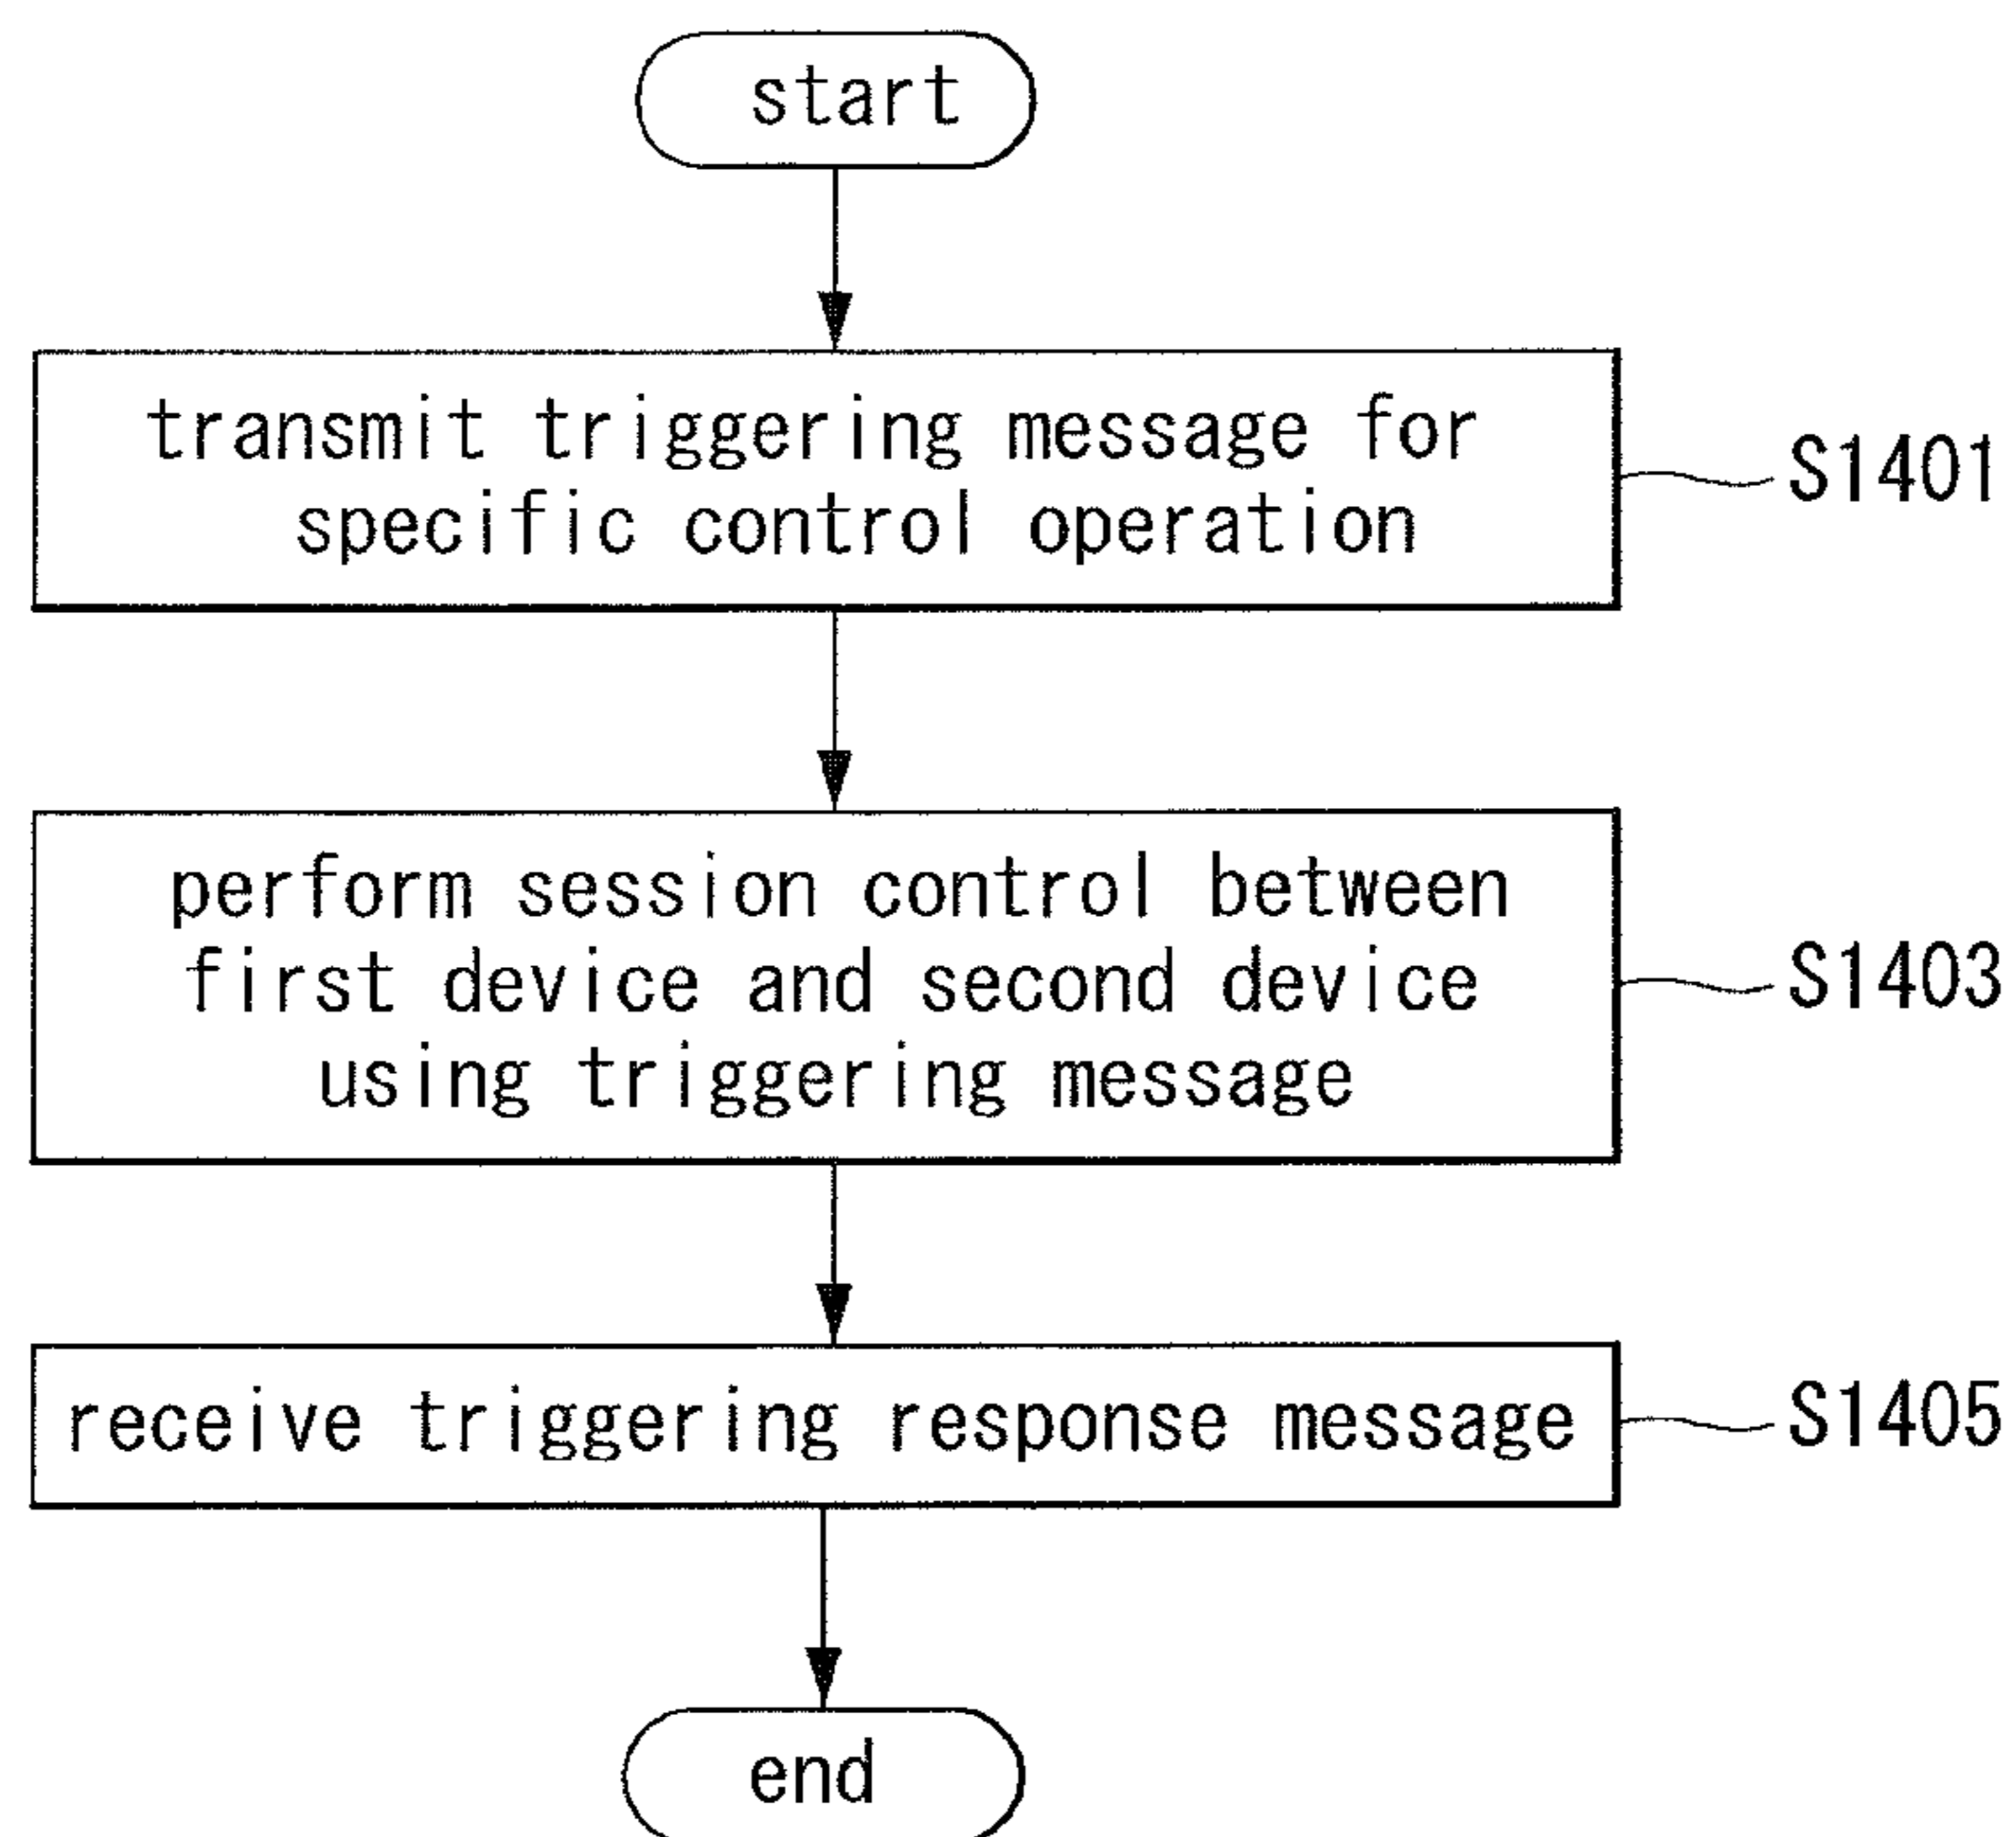 start
transmit triggering message for
specific control operation
S1401
perform session control between
first device and second device
using triggering message
S1403
receive triggering response message
S1405
end